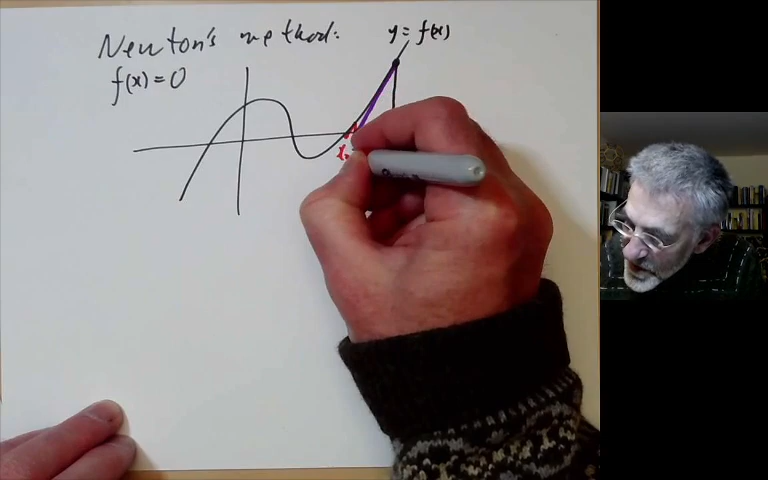 Newton's method:
y = f(x)
f(x) = 0